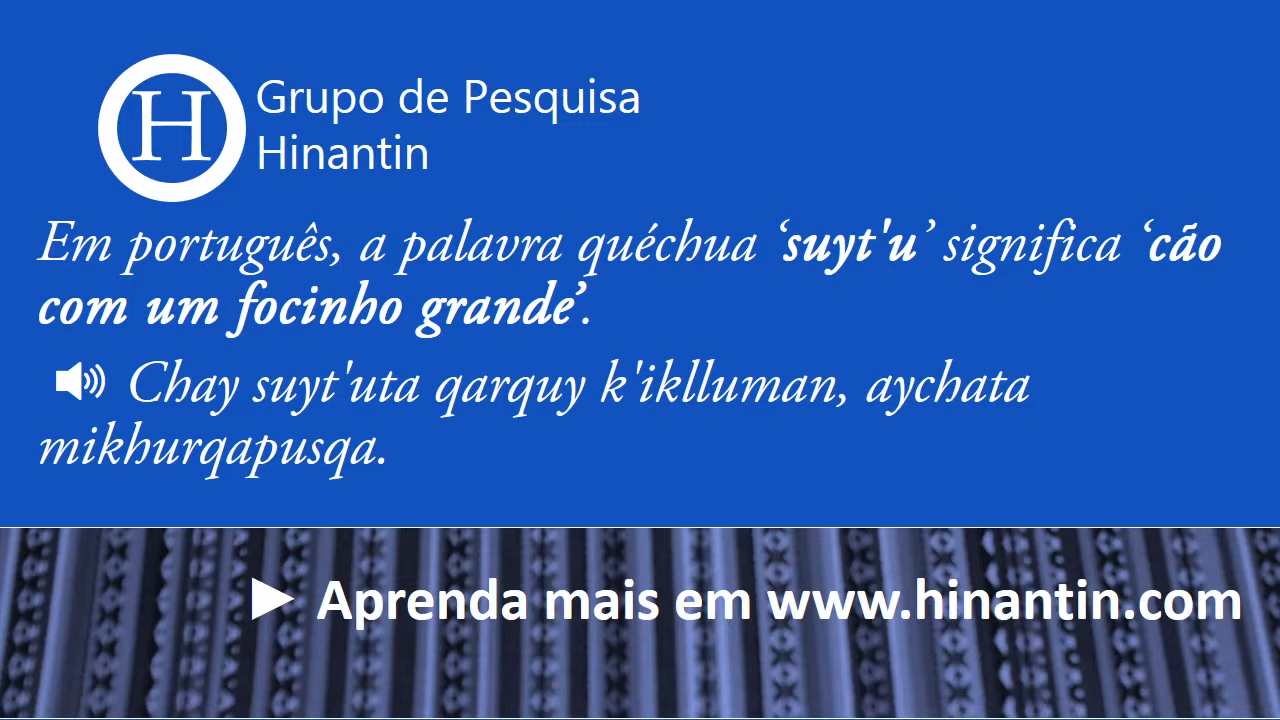 H
Grupo de Pesquisa
Hinantin
Em português, a palavra quéchua ‘suyt'u’ significa ‘cão
com um focinho grande’.
Chay suyt'uta qarquy k'iklluman, aychata
mikhurqapusqa.
Aprenda mais em www.hinantin.com